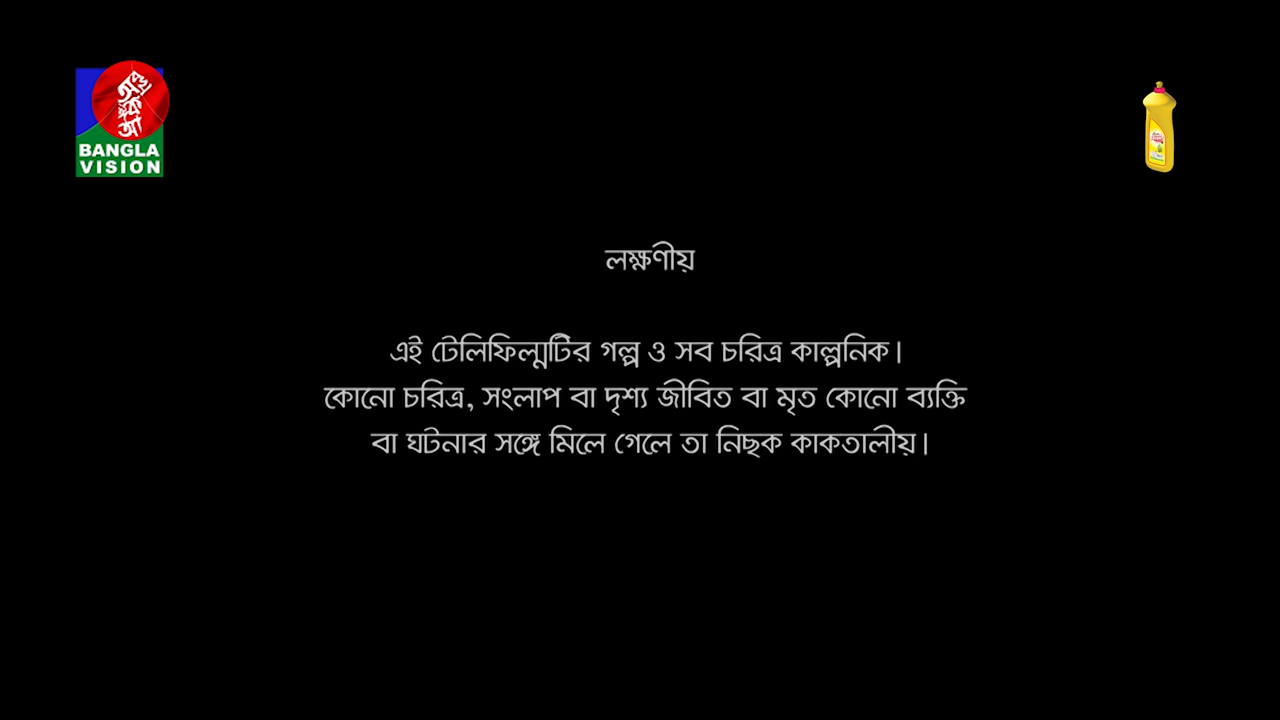 BANGLA
VISION
লক্ষণীয়
এই টেলিফিল্মটির গল্প ও সব চরিত্র কাল্পনিক।
কোনো চরিত্র, সংলাপ বা দৃশ্য জীবিত বা মৃত কোনো ব্যক্তি
বা ঘটনার সঙ্গে মিলে গেলে তা নিছক কাকতালীয়।